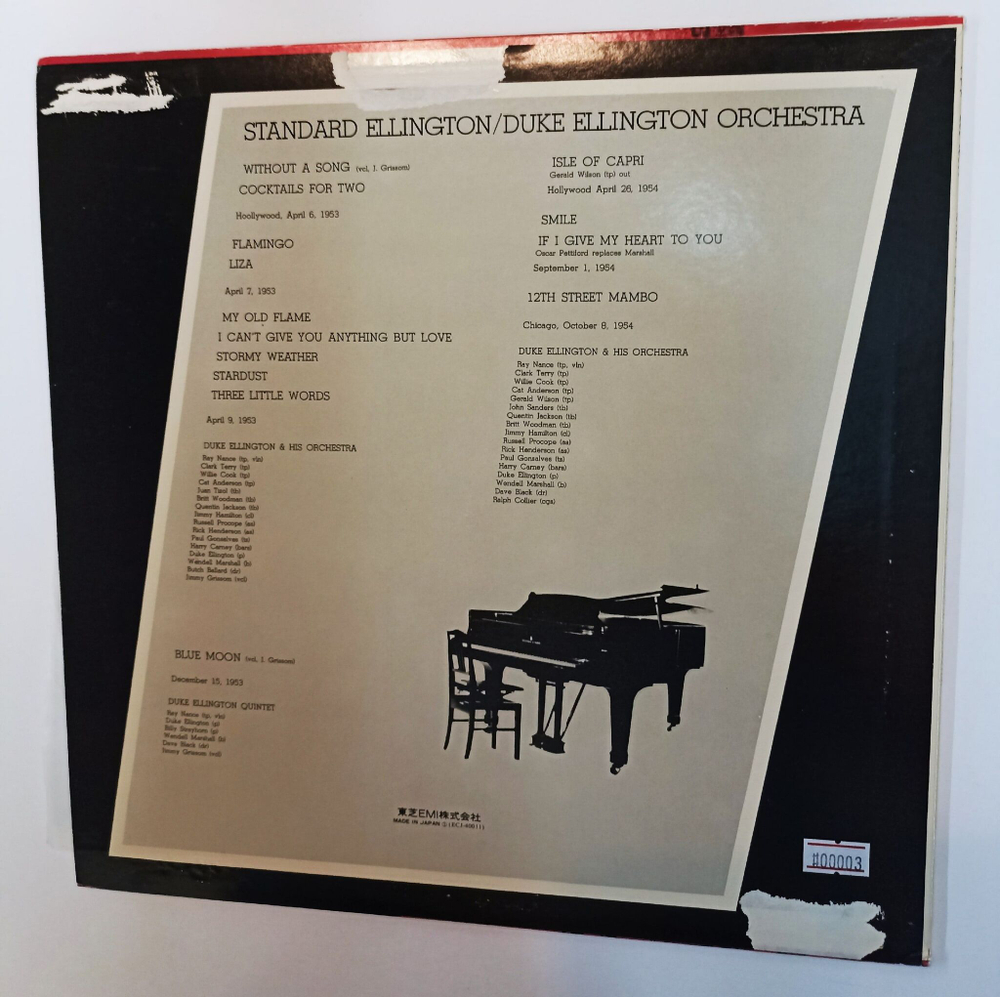 STANDARD ELLINGTON/DUKE ELLINGTON ORCHESTRA
WITHOUT A SONG (vol, J. Grissom)
COCKTAILS FOR TWO
Hoollywood, April 6, 1953
FLAMINGO
LIZA
April 7, 1953
MY OLD FLAME
I CAN'T GIVE YOU ANYTHING BUT LOVE
STORMY WEATHER
STARDUST
THREE LITTLE WORDS
April 9, 1953
DUKE ELLINGTON & HIS ORCHESTRA
Ray Nance (tp, vln)
Clark Terry (tp)
Willie Cook (tp)
Cat Anderson (tp)
Juan Tizol (tb)
Britt Woodman (tb)
Quentin Jackson (tb)
Jimmy Hamilton (cl)
Russell Procope (as)
Rick Henderson (as)
Paul Gonsalves (ts)
Harry Carney (bars)
Duke Ellington (p)
Wendell Marshall (b)
Butch Ballard (dr)
Jimmy Grissom (vcl)
BLUE MOON (vol, J. Grissom)
December 15, 1953
DUKE ELLINGTON QUINTET
Ray Nance (tp, vln)
Duke Ellington (p)
Billy Strayhorn (p)
Wendell Marshall (b)
Dave Black (dr)
Jimmy Grissom (vcl)
ISLE OF CAPRI
Gerald Wilson (tp) out
Hollywood April 26, 1954
SMILE
IF I GIVE MY HEART TO YOU
Oscar Pettiford replaces Marshall
September 1, 1954
12TH STREET MAMBO
Chicago, October 8, 1954
DUKE ELLINGTON & HIS ORCHESTRA
Ray Nance (tp, vln)
Clark Terry (tp)
Willie Cook (tp)
Cat Anderson (tp)
Gerald Wilson (tp)
John Sanders (tb)
Quentin Jackson (tb)
Britt Woodman (tb)
Jimmy Hamilton (cl)
Russell Procope (as)
Rick Henderson (as)
Paul Gonsalves (ts)
Harry Carney (bars)
Duke Ellington (p)
Wendell Marshall (b)
Dave Black (dr)
Ralph Collier (cgs)
東芝EMI株式会社
MADE IN JAPAN Ⓒ (ECJ-40011)
#00003